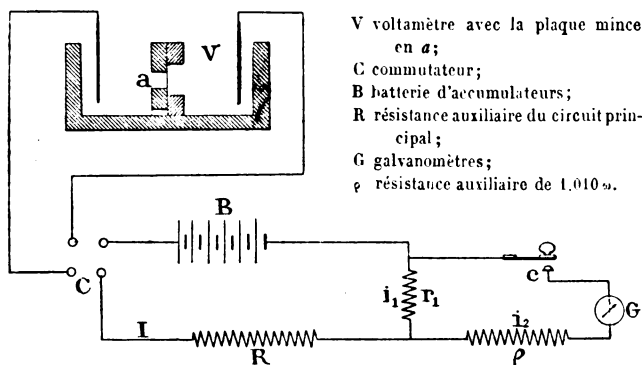 V voltamètre avec la plaque mince
en a;
C commutateur;
B batterie d'accumulateurs;
R résistance auxiliaire du circuit prin-
cipal;
G galvanomètres;
ρ résistance auxiliaire de 1.010 ω.
V
a
B
C
c
i₁ r₁
G
I
R
i₂
ρ